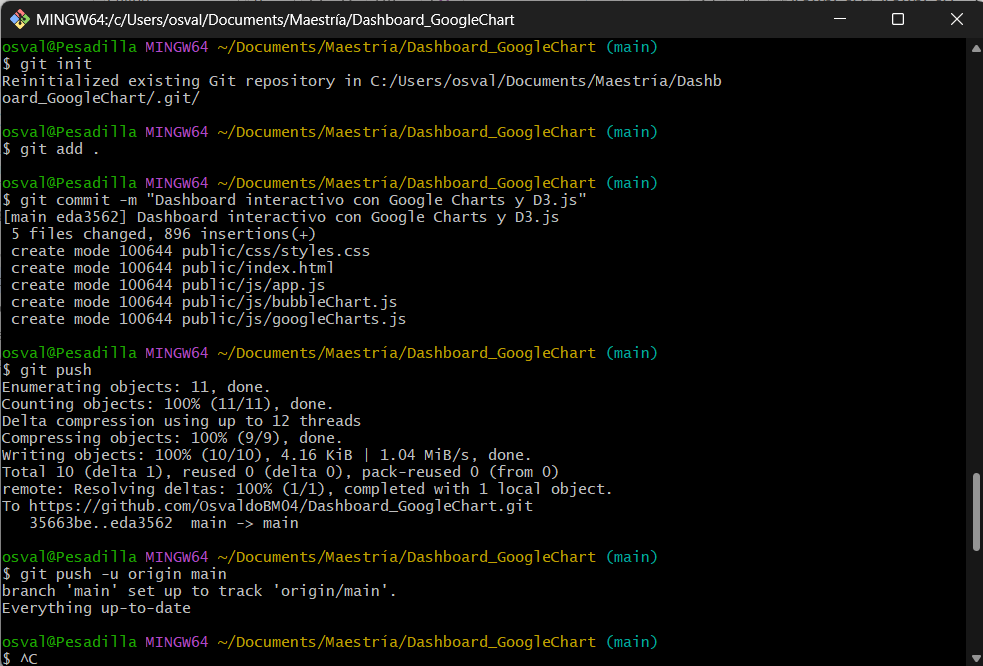 MINGW64:/c/Users/osval/Documents/Maestría/Dashboard_GoogleChart
osval@Pesadilla MINGW64 ~/Documents/Maestría/Dashboard_GoogleChart (main)
$ git init
Reinitialized existing Git repository in C:/Users/osval/Documents/Maestría/Dashb
oard_GoogleChart/.git/
osval@Pesadilla MINGW64 ~/Documents/Maestría/Dashboard_GoogleChart (main)
$ git add .
osval@Pesadilla MINGW64 ~/Documents/Maestría/Dashboard_GoogleChart (main)
$ git commit -m "Dashboard interactivo con Google Charts y D3.js"
[main eda3562] Dashboard interactivo con Google Charts y D3.js
 5 files changed, 896 insertions(+)
 create mode 100644 public/css/styles.css
 create mode 100644 public/index.html
 create mode 100644 public/js/app.js
 create mode 100644 public/js/bubbleChart.js
 create mode 100644 public/js/googleCharts.js
osval@Pesadilla MINGW64 ~/Documents/Maestría/Dashboard_GoogleChart (main)
$ git push
Enumerating objects: 11, done.
Counting objects: 100% (11/11), done.
Delta compression using up to 12 threads
Compressing objects: 100% (9/9), done.
Writing objects: 100% (10/10), 4.16 KiB | 1.04 MiB/s, done.
Total 10 (delta 1), reused 0 (delta 0), pack-reused 0 (from 0)
remote: Resolving deltas: 100% (1/1), completed with 1 local object.
To https://github.com/OsvaldoBM04/Dashboard_GoogleChart.git
   35663be..eda3562  main -> main
osval@Pesadilla MINGW64 ~/Documents/Maestría/Dashboard_GoogleChart (main)
$ git push -u origin main
branch 'main' set up to track 'origin/main'.
Everything up-to-date
osval@Pesadilla MINGW64 ~/Documents/Maestría/Dashboard_GoogleChart (main)
$ ^C